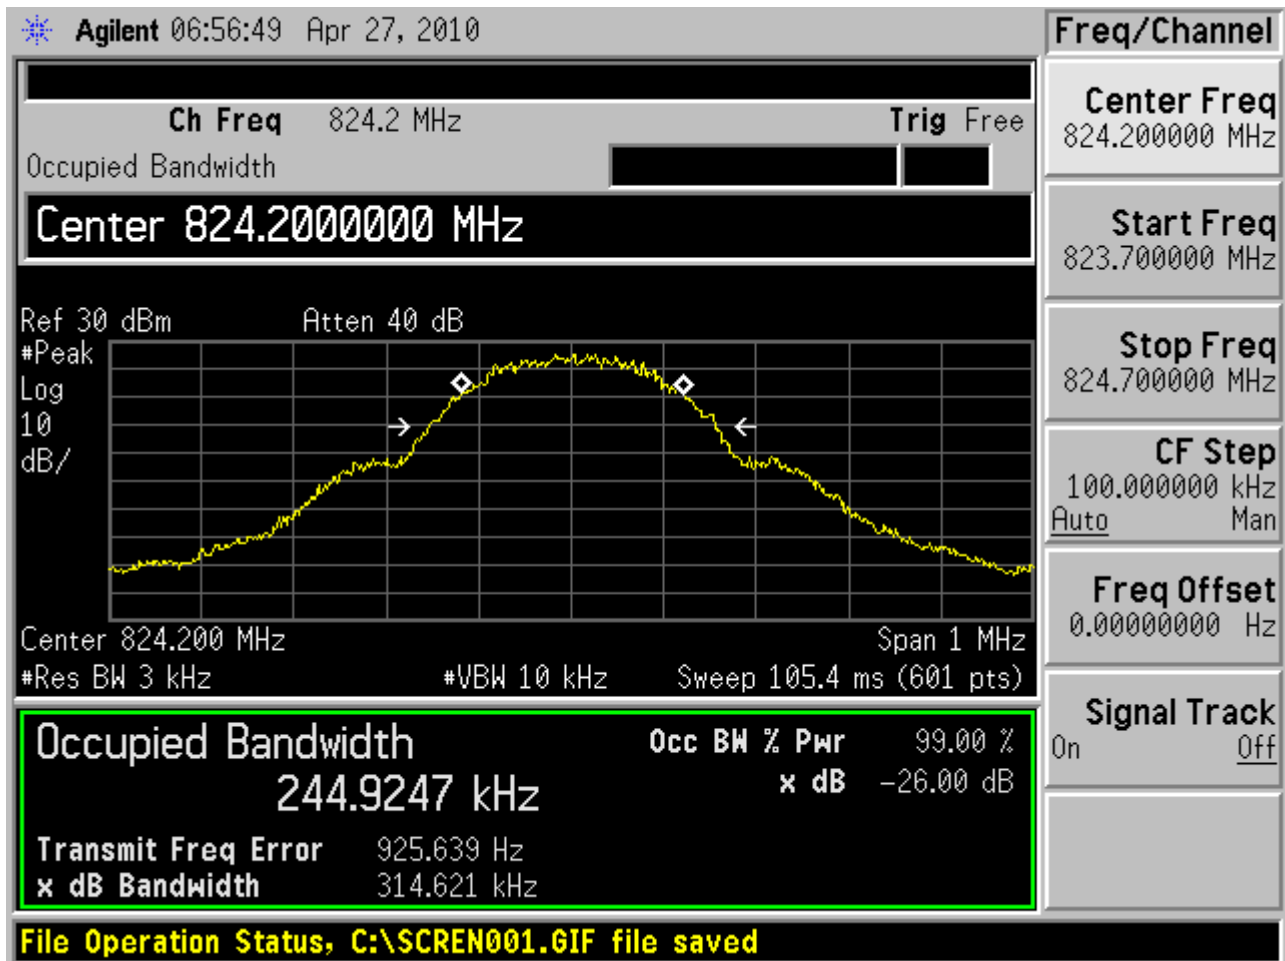 Agilent 06:56:49 Apr 27, 2010
Freq/Channel
Ch Freq 824.2 MHz Trig Free
Occupied Bandwidth
Center 824.2000000 MHz
Ref 30 dBm Atten 40 dB
#Peak
Log
10
dB/
Center 824.200 MHz Span 1 MHz
#Res BW 3 kHz #VBW 10 kHz Sweep 105.4 ms (601 pts)
Occupied Bandwidth
244.9247 kHz
Occ BW % Pwr 99.00 %
x dB -26.00 dB
Transmit Freq Error 925.639 Hz
x dB Bandwidth 314.621 kHz
File Operation Status, C:\SCREN001.GIF file saved
Center Freq
824.200000 MHz
Start Freq
823.700000 MHz
Stop Freq
824.700000 MHz
CF Step
100.000000 kHz
Auto Man
Freq Offset
0.00000000 Hz
Signal Track
On Off